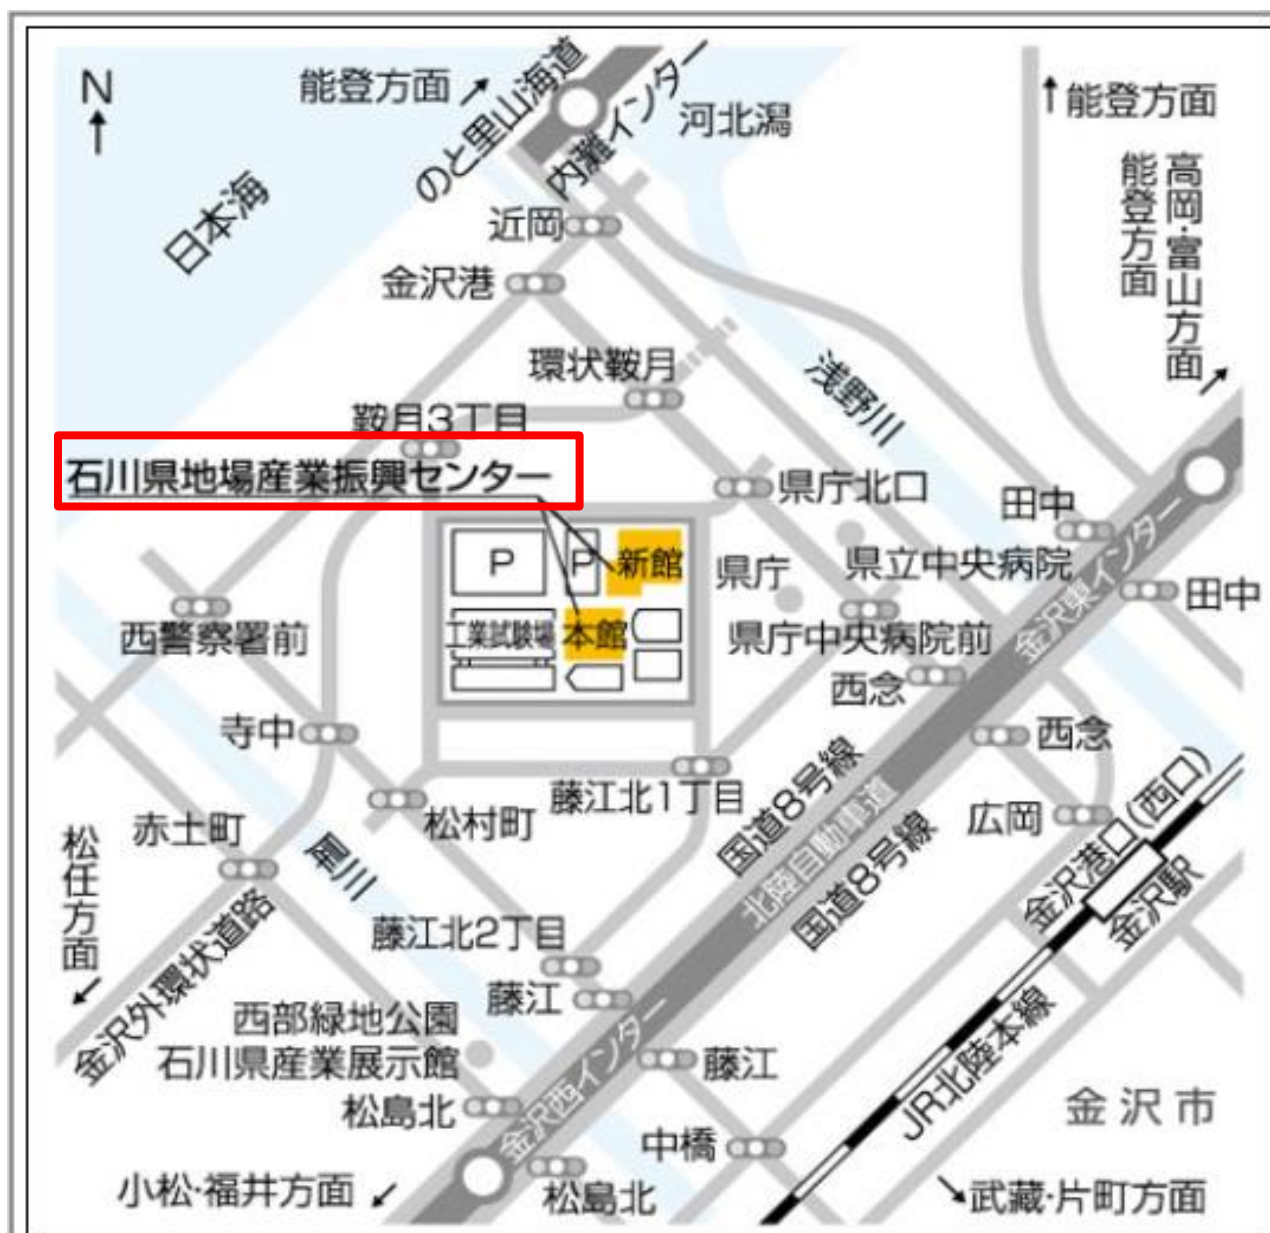 N
能登方面
のと里山海道
内灘インター
河北潟
能登方面
高岡・富山方面
能登方面
日本海
近岡
金沢港
環状鞍月
浅野川
鞍月3丁目
石川県地場産業振興センター
県庁北口
田中
P
P
新館
県庁
県立中央病院
金沢東インター
田中
西警察署前
工業試験場
本館
県庁中央病院前
西念
寺中
西念
藤江北1丁目
国道8号線
北陸自動車道
国道8号線
広岡
金沢港口(西口)
金沢駅
松村町
赤土町
犀川
松任方面
金沢外環状道路
藤江北2丁目
藤江
西部緑地公園
石川県産業展示館
藤江
JR北陸本線
金沢市
松島北
金沢西インター
中橋
小松・福井方面
松島北
武蔵・片町方面